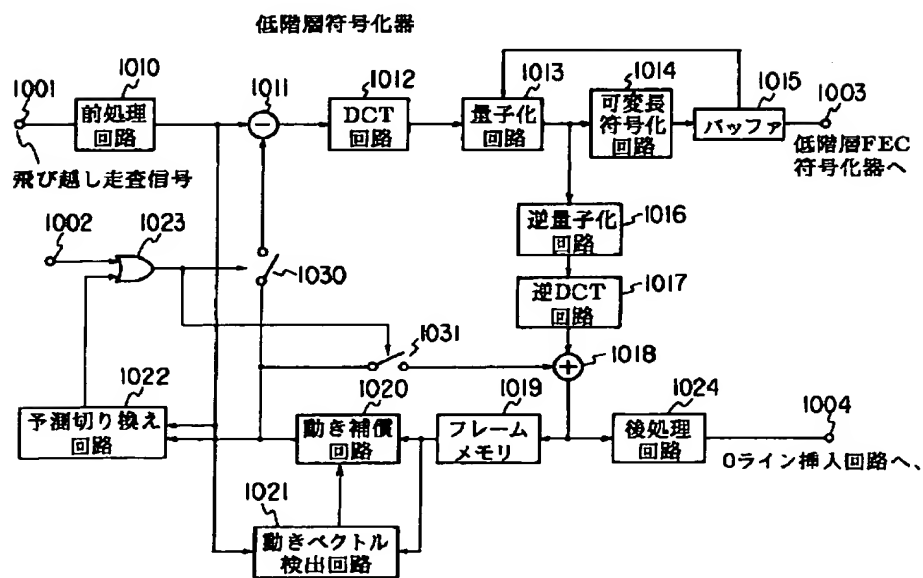 低階層符号化器
1001
1010
前処理
回路
1011
1012
DCT
回路
1013
量子化
回路
1014
可変長
符号化
回路
1015
バッファ
1003
低階層FEC
符号化器へ
飛び越し走査信号
1002
1023
1030
逆量子化
回路
1016
逆DCT
回路
1017
1031
1018
1022
予測切り換え
回路
1020
動き補償
回路
1019
フレーム
メモリ
1024
後処理
回路
1004
0ライン挿入回路へ、
1021
動きベクトル
検出回路